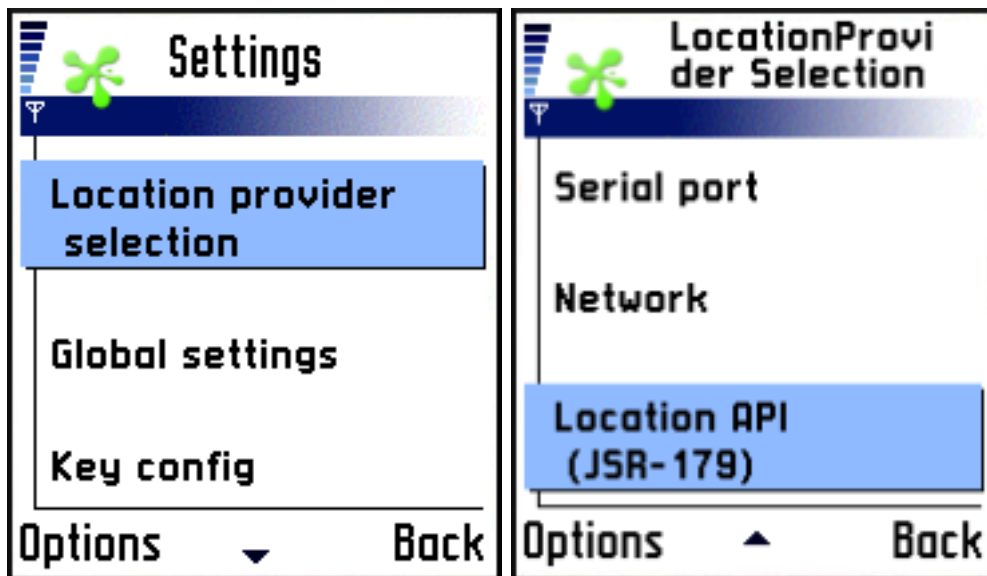 Settings
Location provider
selection
Global settings
Key config
Options
Back
LocationProvi
der Selection
Serial port
Network
Location API
(JSR-179)
Options
Back